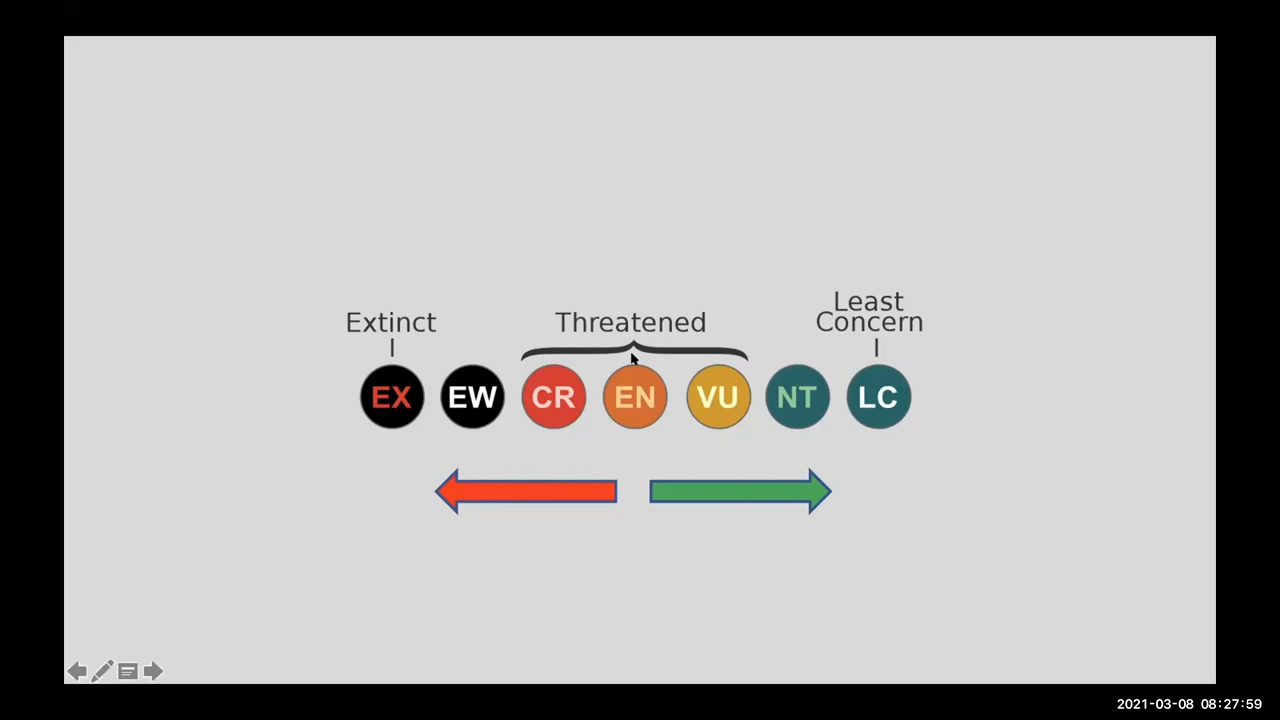 Extinct
Threatened
Least
Concern
EX EW CR EN VU NT LC
2021-03-08 08:27:59